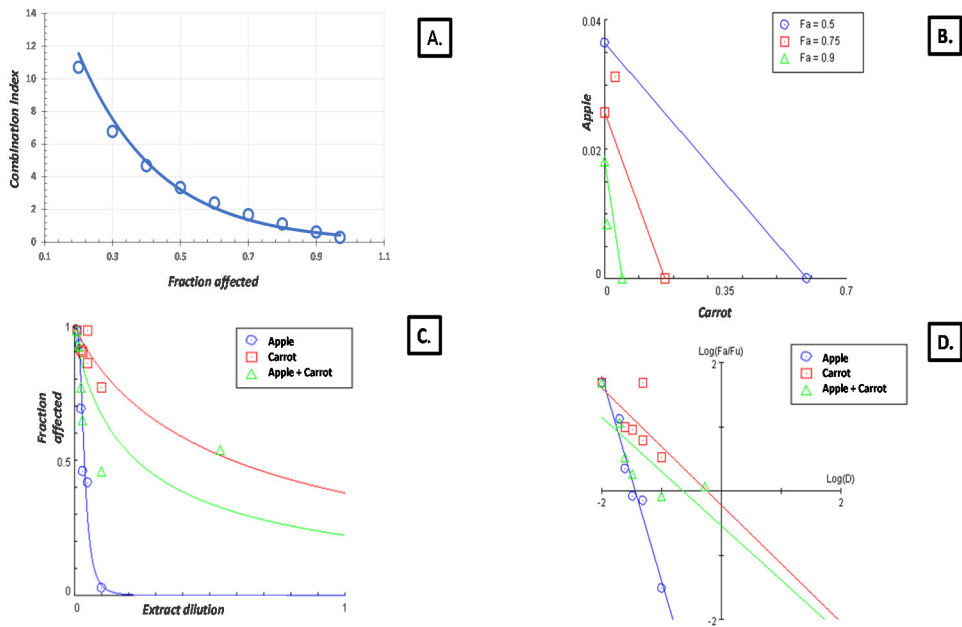 14
12
10
8
6
4
2
0
0.1
0.3
0.5
0.7
0.9
1.1
Combination Index
Fraction affected
A.
0.04
0.02
0
0
0.35
0.7
Apple
Carrot
Fa = 0.5
Fa = 0.75
Fa = 0.9
B.
1
0.5
0
0
1
Fraction
affected
Extract dilution
Apple
Carrot
Apple + Carrot
C.
Log(Fa/Fu)
2
Log(D)
-2
2
-2
Apple
Carrot
Apple + Carrot
D.